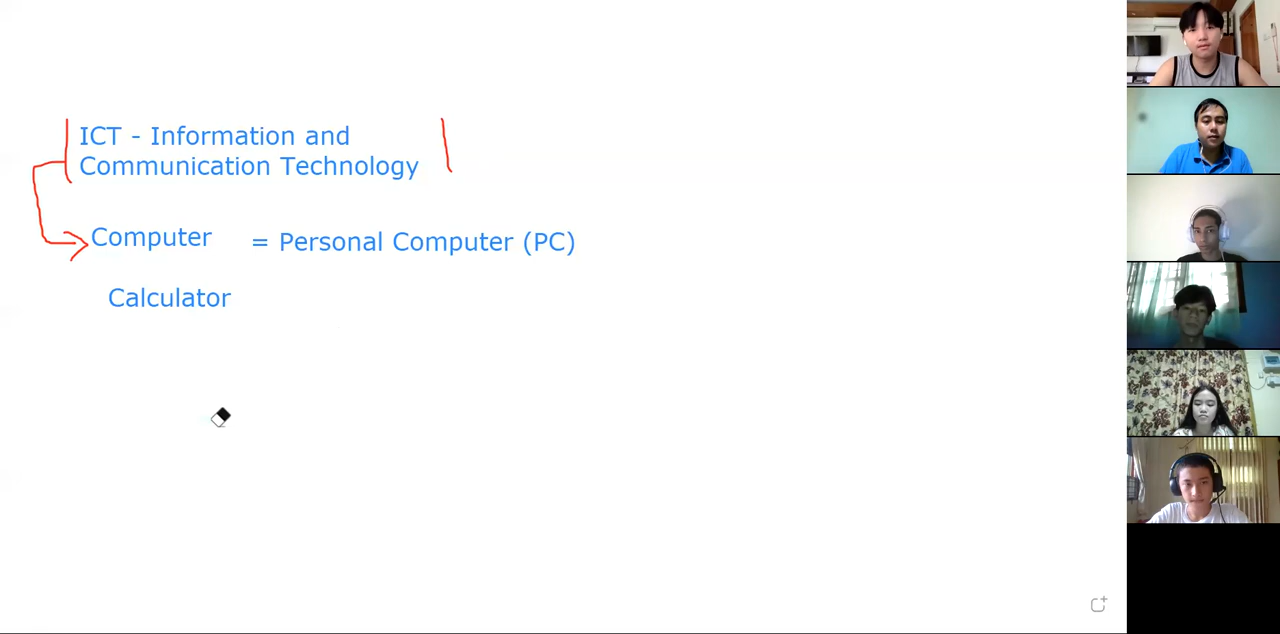 ICT - Information and
Communication Technology
Computer = Personal Computer (PC)
Calculator